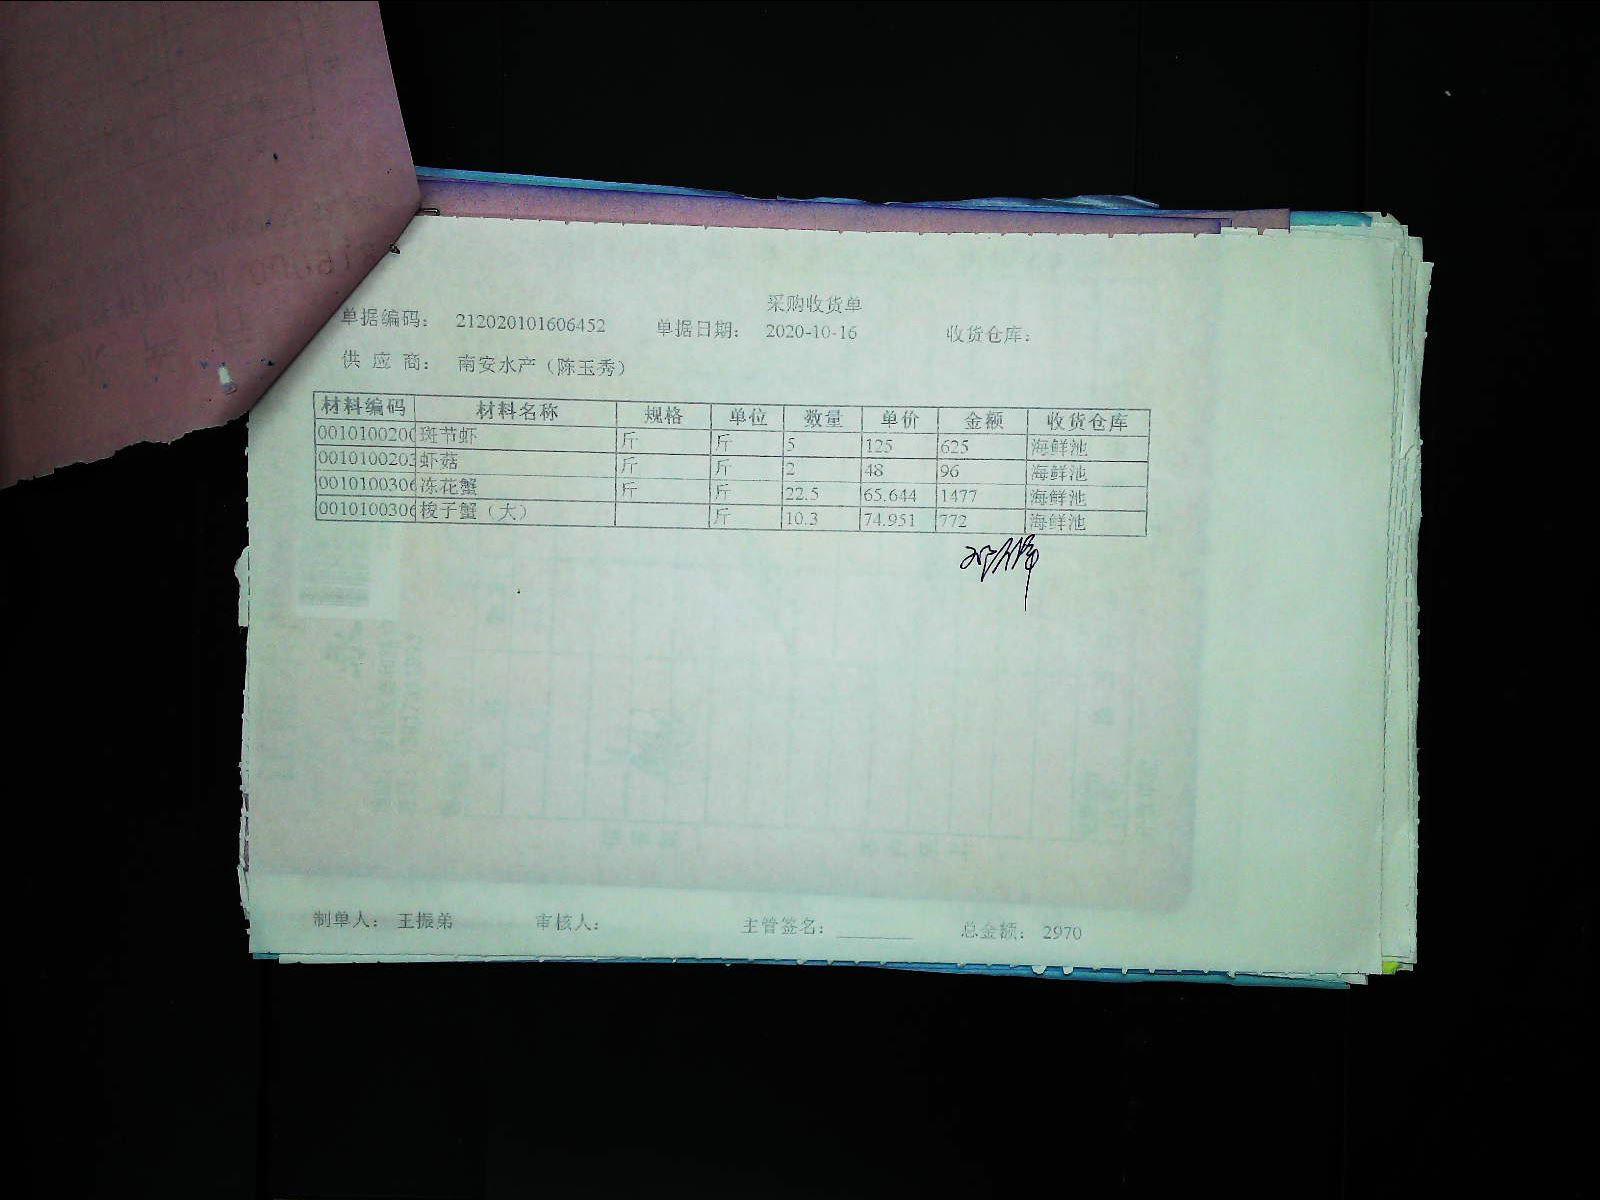 采购收货单
单据编码： 212020101606452 单据日期： 2020-10-16 收货仓库：
供 应 商： 南安水产（陈玉秀）
材料编码 材料名称 规格 单位 数量 单价 金额 收货仓库
0010100200 斑节虾 斤 斤 5 125 625 海鲜池
0010100203 虾菇 斤 斤 2 48 96 海鲜池
0010100306 冻花蟹 斤 斤 22.5 65.644 1477 海鲜池
0010100306 梭子蟹（大） 斤 10.3 74.951 772 海鲜池
制单人： 王振弟 审核人： 主管签名： 总金额： 2970